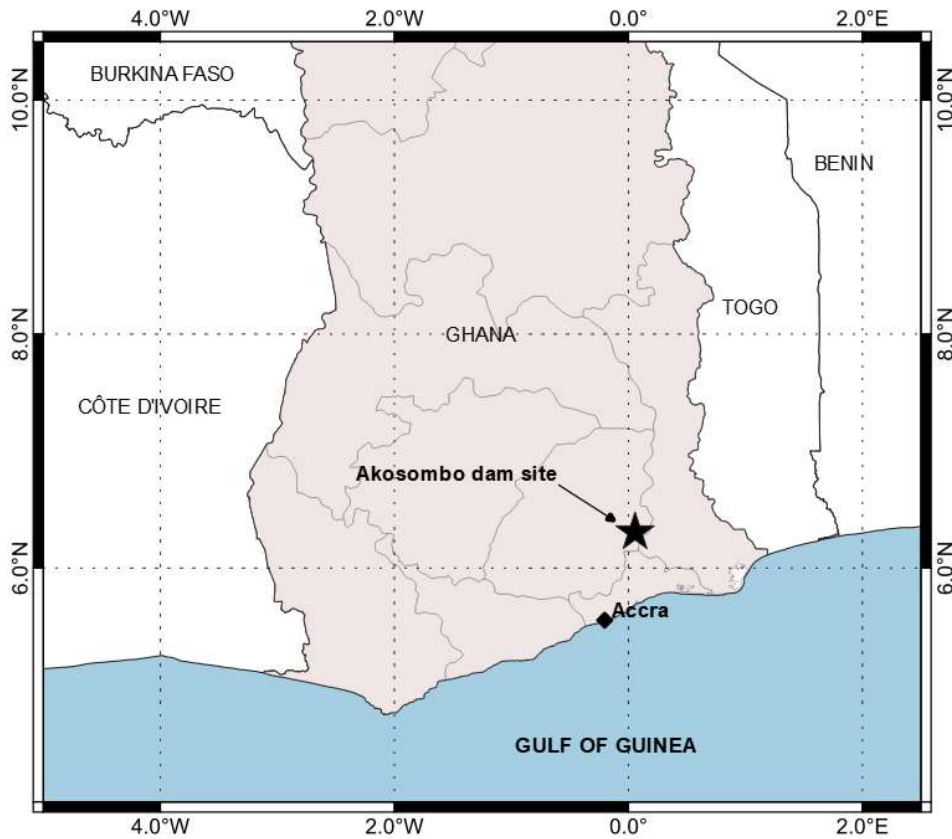 4.0°W 2.0°W 0.0° 2.0°E
10.0°N 10.0°N
BURKINA FASO
BENIN
TOGO
GHANA
8.0°N 8.0°N
CÔTE D'IVOIRE
Akosombo dam site
6.0°N 6.0°N
Accra
GULF OF GUINEA
4.0°W 2.0°W 0.0° 2.0°E